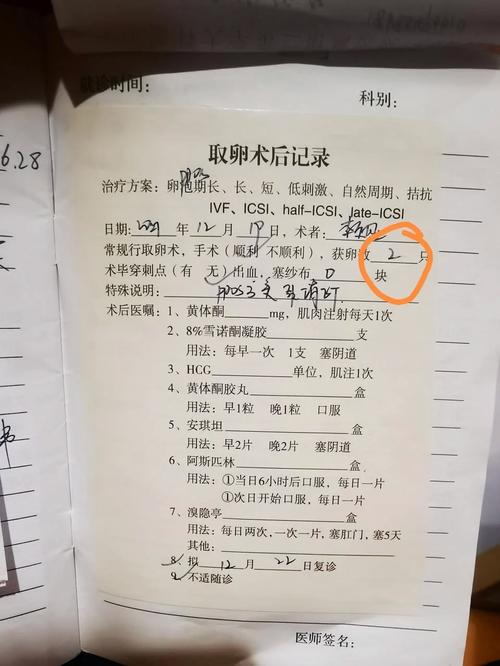 就诊时间：
科别：
6.28
取卵术后记录
治疗方案：卵泡期长、长、短、低刺激、自然周期、拮抗
IVF、ICSI、half-ICSI、late-ICSI
日期： 年 12 月 19 日，术者：
常规行取卵术，手术（顺利 不顺利），获卵数 2 只
术毕穿刺点（有 无）出血，塞纱布 0 块
特殊说明：
术后医嘱：1、黄体酮 mg，肌肉注射每天1次
2、8%雪诺酮凝胶 支
用法：每早一次 1支 塞阴道
3、HCG 单位，肌注1次
4、黄体酮胶丸 盒
用法：早1粒 晚1粒 口服
5、安琪坦 盒
用法：早2片 晚2片 塞阴道
6、阿斯匹林 盒
用法：①当日6小时后口服，每日一片
①次日开始口服，每日一片
7、溴隐亭 盒
用法：每日两次，一次一片，塞肛门，塞5天
其他：
8、拟 12 月 22 日复诊
9、不适随诊
医师签名：